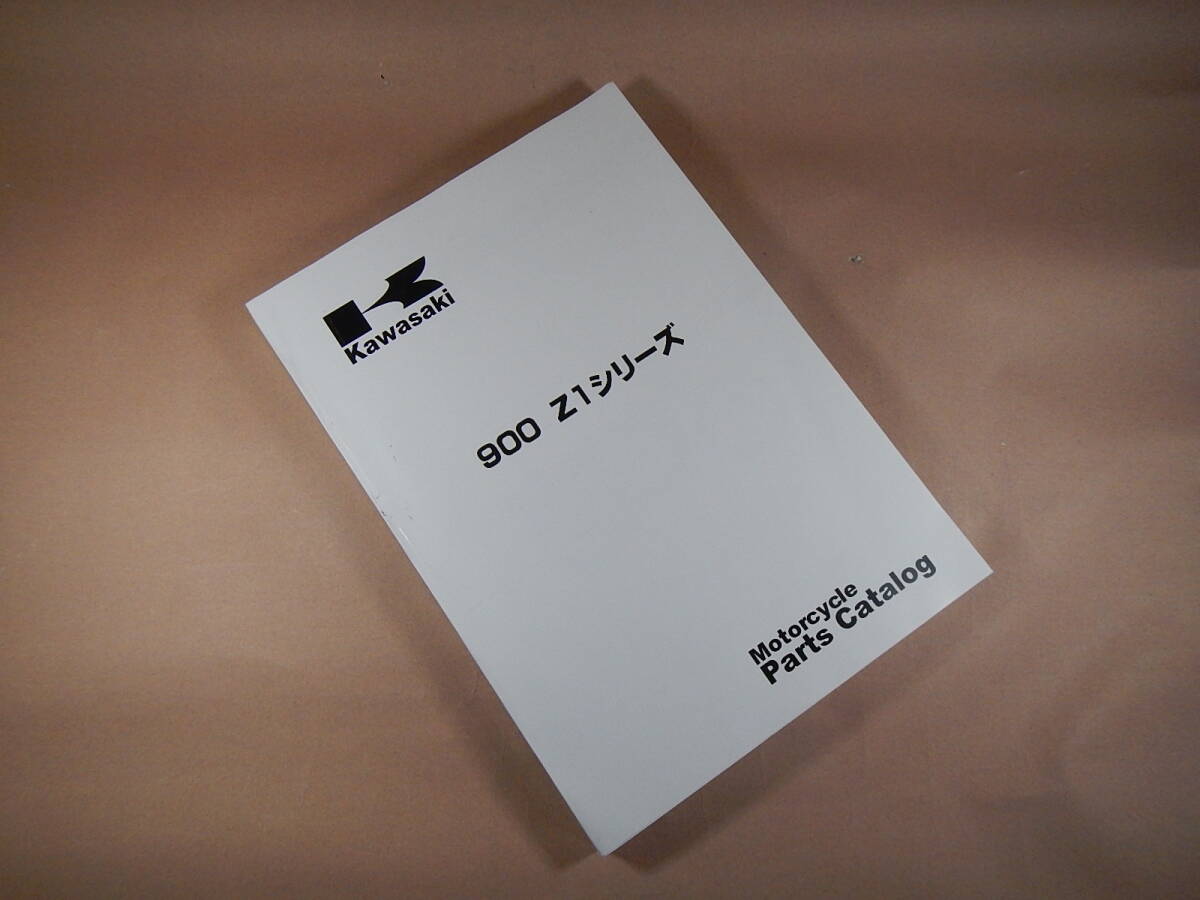 Kawasaki
900 Z1シリーズ
Motorcycle
Parts Catalog